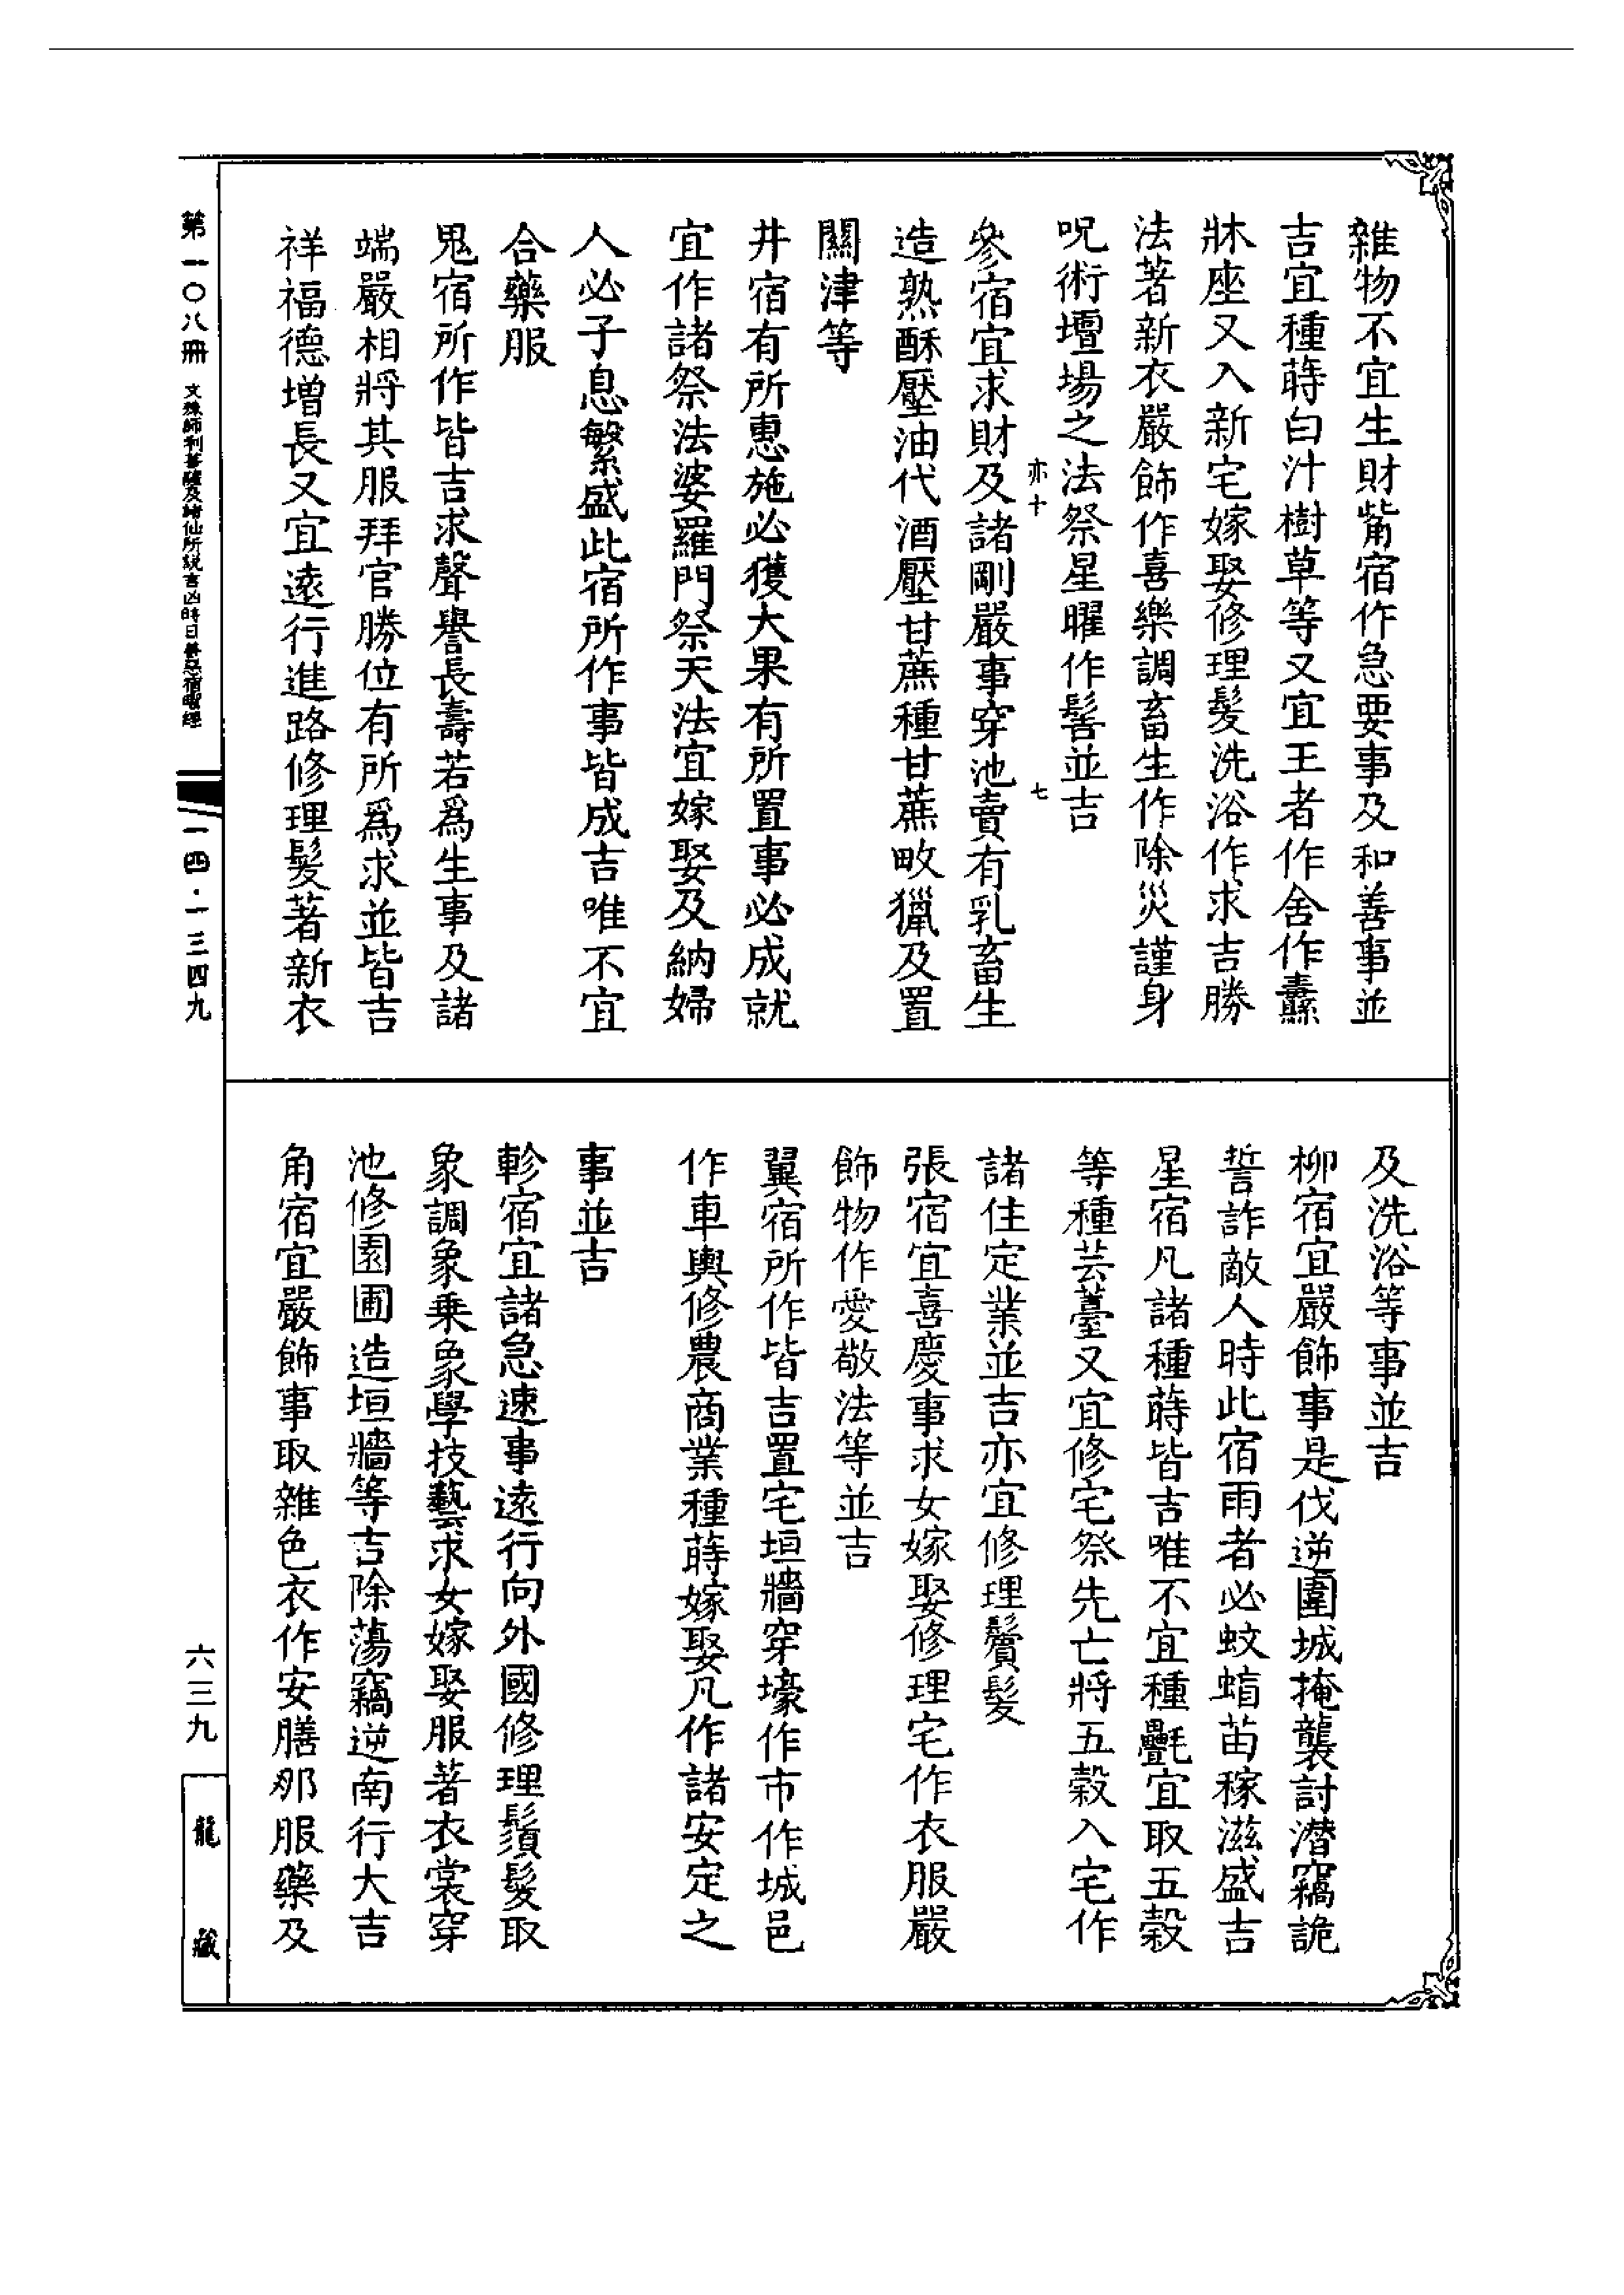 雜物不宜生財觜宿作急要事及和善事並
吉宜種蒔白汁樹草等又宜王者作舍作纛
牀座又入新宅嫁娶修理髮洗浴作求吉勝
法著新衣嚴飾作喜樂調畜生作除災謹身
呪術壇場之法祭星曜作髻並吉
亦十 七
參宿宜求財及諸剛嚴事穿池賣有乳畜生
造熟酥壓油代酒壓甘蔗種甘蔗畋獵及置
關津等
井宿有所惠施必獲大果有所置事必成就
宜作諸祭法婆羅門祭天法宜嫁娶及納婦
人必子息繁盛此宿所作事皆成吉唯不宜
合藥服
鬼宿所作皆吉求聲譽長壽若爲生事及諸
端嚴相將其服拜官勝位有所爲求並皆吉
祥福德增長又宜遠行進路修理髮著新衣
及洗浴等事並吉
柳宿宜嚴飾事是伐逆圍城掩襲討潛竊詭
誓詐敵人時此宿雨者必蚊蝱苗稼滋盛吉
星宿凡諸種蒔皆吉唯不宜種氎宜取五穀
等種芸薹又宜修宅祭先亡將五穀入宅作
諸住定業並吉亦宜修理鬢髮
張宿宜喜慶事求女嫁娶修理宅作衣服嚴
飾物作愛敬法等並吉
翼宿所作皆吉置宅垣牆穿壕作市作城邑
作車輿修農商業種蒔嫁娶凡作諸安定之
事並吉
軫宿宜諸急速事遠行向外國修理鬚髮取
象調象乘象學技藝求女嫁娶服著衣裳穿
池修園圃造垣牆等吉除蕩竊逆南行大吉
角宿宜嚴飾事取雜色衣作安膳那服藥及
第一〇八冊 文殊師利菩薩及諸仙所説吉凶時日善惡宿曜經
一四·一三四九
六三九
龍藏